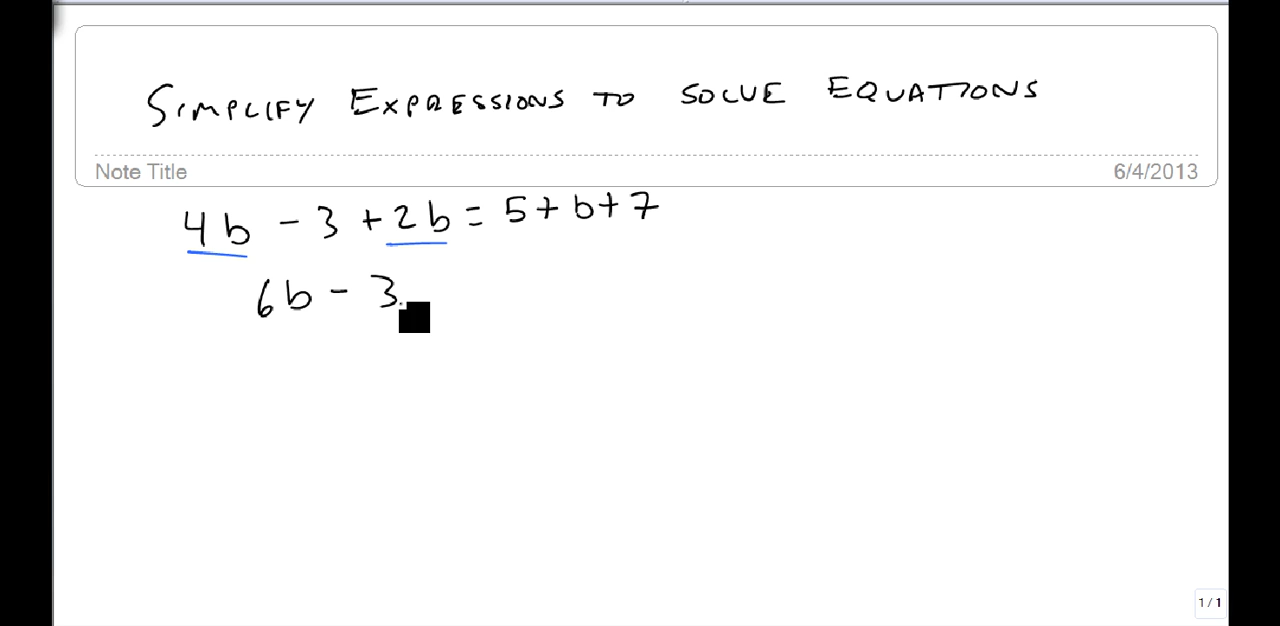 SIMPLIFY EXPRESSIONS TO SOLVE EQUATIONS
Note Title 6/4/2013
4b - 3 + 2b = 5 + b + 7
6b - 3
1 / 1